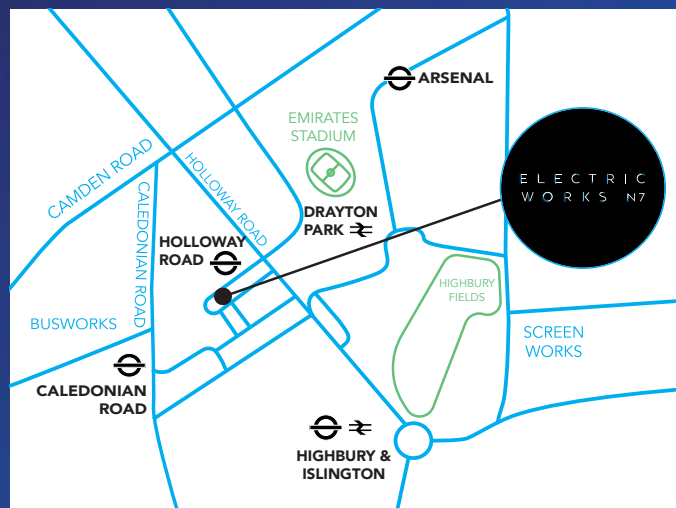 ARSENAL
EMIRATES
STADIUM
CAMDEN ROAD
HOLLOWAY ROAD
CALEDONIAN ROAD
ELECTRIC
WORKS N7
DRAYTON
PARK
HOLLOWAY
ROAD
HIGHBURY
FIELDS
BUSWORKS
SCREEN
WORKS
CALEDONIAN
ROAD
HIGHBURY &
ISLINGTON